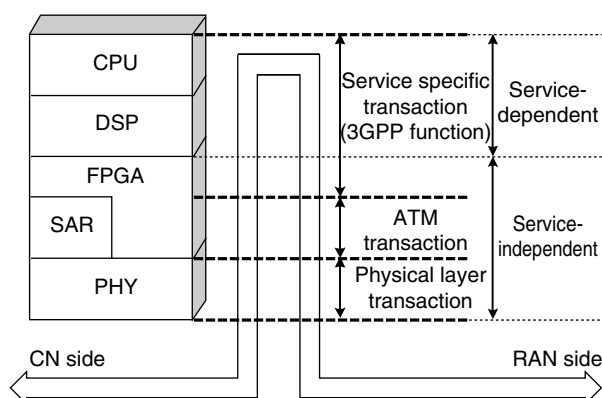 CPU
DSP
FPGA
SAR
PHY
Service specific
transaction
(3GPP function)
ATM
transaction
Physical layer
transaction
Service-
dependent
Service-
independent
CN side
RAN side